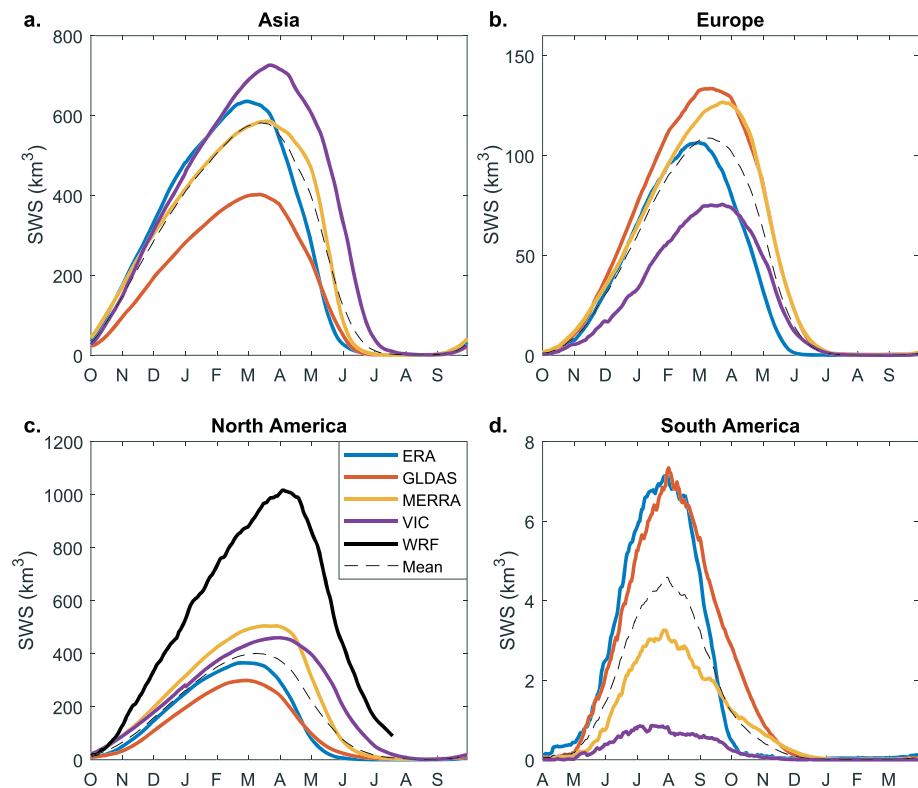 a. Asia
SWS (km³)
800
600
400
200
0
O N D J F M A M J J A S
b. Europe
SWS (km³)
150
100
50
0
O N D J F M A M J J A S
c. North America
SWS (km³)
1200
1000
800
600
400
200
0
O N D J F M A M J J A S
ERA
GLDAS
MERRA
VIC
WRF
Mean
d. South America
SWS (km³)
8
6
4
2
0
A M J J A S O N D J F M